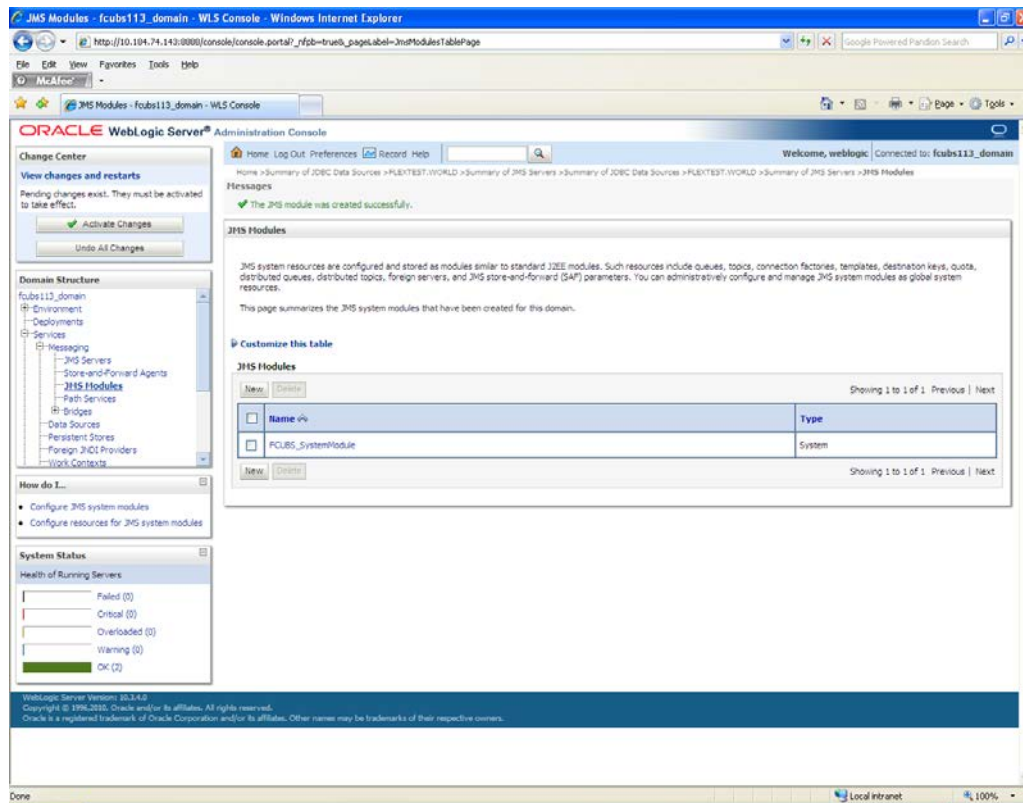 JMS Modules - fcubs113_domain - WLS Console - Windows Internet Explorer
http://10.184.74.143:8888/console/console.portal?_nfpb=true&_pageLabel=JmsModulesTablePage
Google Powered Pandion Search
File Edit View Favorites Tools Help
McAfee
JMS Modules - fcubs113_domain - WLS Console
Page Tools
ORACLE WebLogic Server® Administration Console
Change Center
View changes and restarts
Pending changes exist. They must be activated
to take effect.
Activate Changes
Undo All Changes
Domain Structure
fcubs113_domain
Environment
Deployments
Services
Messaging
JMS Servers
Store-and-Forward Agents
JMS Modules
Path Services
Bridges
Data Sources
Persistent Stores
Foreign JNDI Providers
Work Contexts
How do I...
Configure JMS system modules
Configure resources for JMS system modules
System Status
Health of Running Servers
Failed (0)
Critical (0)
Overloaded (0)
Warning (0)
OK (2)
Home Log Out Preferences Record Help
Welcome, weblogic Connected to: fcubs113_domain
Home >Summary of JDBC Data Sources >FLEXTEST.WORLD >Summary of JMS Servers >Summary of JDBC Data Sources >FLEXTEST.WORLD >Summary of JMS Servers >JMS Modules
Messages
The JMS module was created successfully.
JMS Modules
JMS system resources are configured and stored as modules similar to standard J2EE modules. Such resources include queues, topics, connection factories, templates, destination keys, quota,
distributed queues, distributed topics, foreign servers, and JMS store-and-forward (SAF) parameters. You can administratively configure and manage JMS system modules as global system
resources.
This page summarizes the JMS system modules that have been created for this domain.
Customize this table
JMS Modules
New Delete Showing 1 to 1 of 1 Previous | Next
Name Type
FCUBS_SystemModule System
New Delete Showing 1 to 1 of 1 Previous | Next
WebLogic Server Version: 10.3.4.0
Copyright © 1996,2010, Oracle and/or its affiliates. All rights reserved.
Oracle is a registered trademark of Oracle Corporation and/or its affiliates. Other names may be trademarks of their respective owners.
Done Local intranet 100%